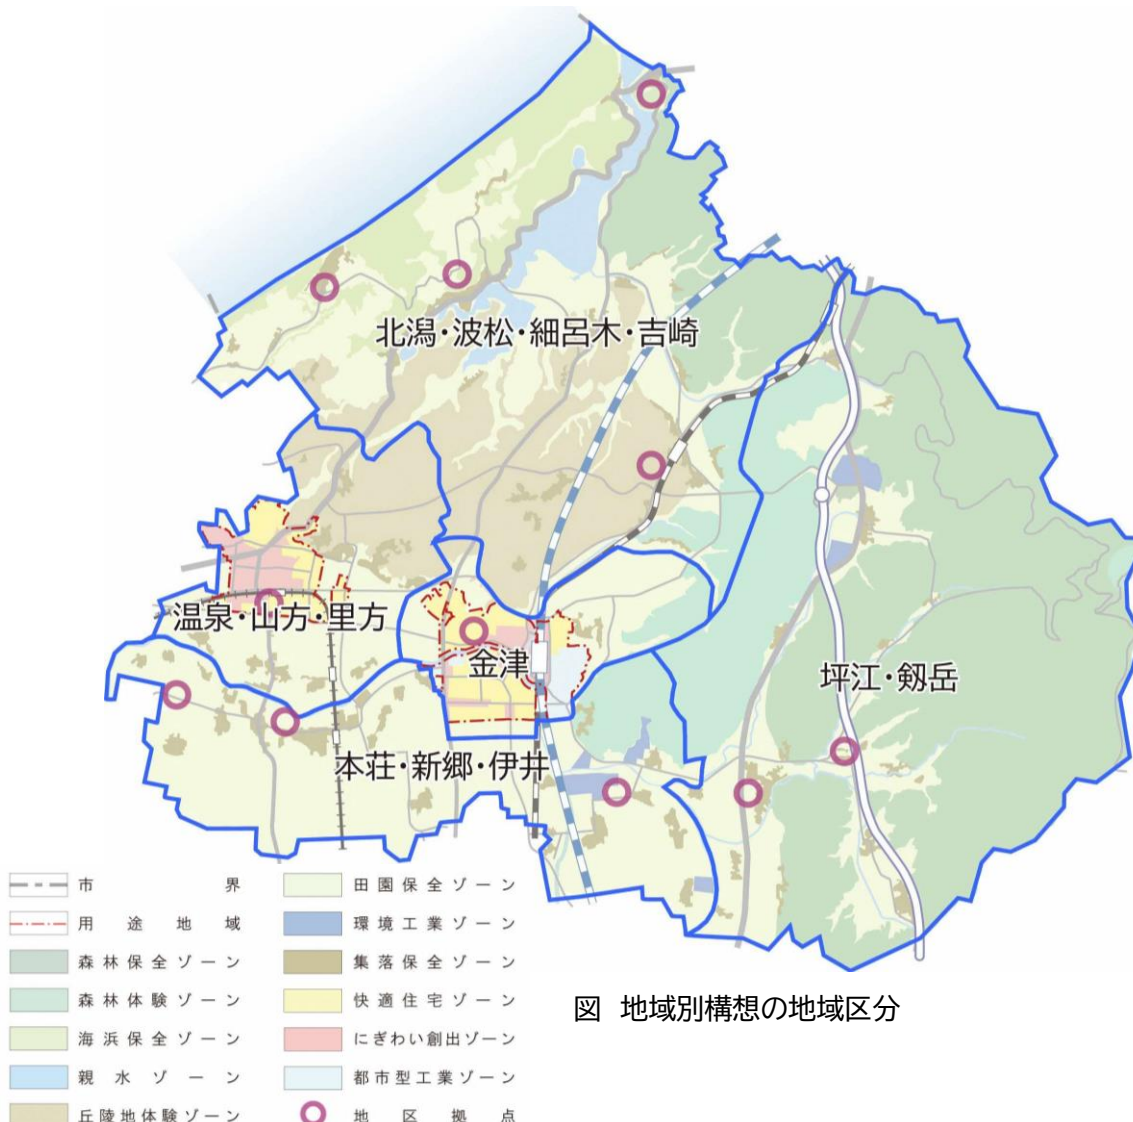 北潟・波松・細呂木・吉崎
温泉・山方・里方
金津
坪江・剱岳
本荘・新郷・伊井
市界
用途地域
森林保全ゾーン
森林体験ゾーン
海浜保全ゾーン
親水ゾーン
丘陵地体験ゾーン
田園保全ゾーン
環境工業ゾーン
集落保全ゾーン
快適住宅ゾーン
にぎわい創出ゾーン
都市型工業ゾーン
地区拠点
図 地域別構想の地域区分